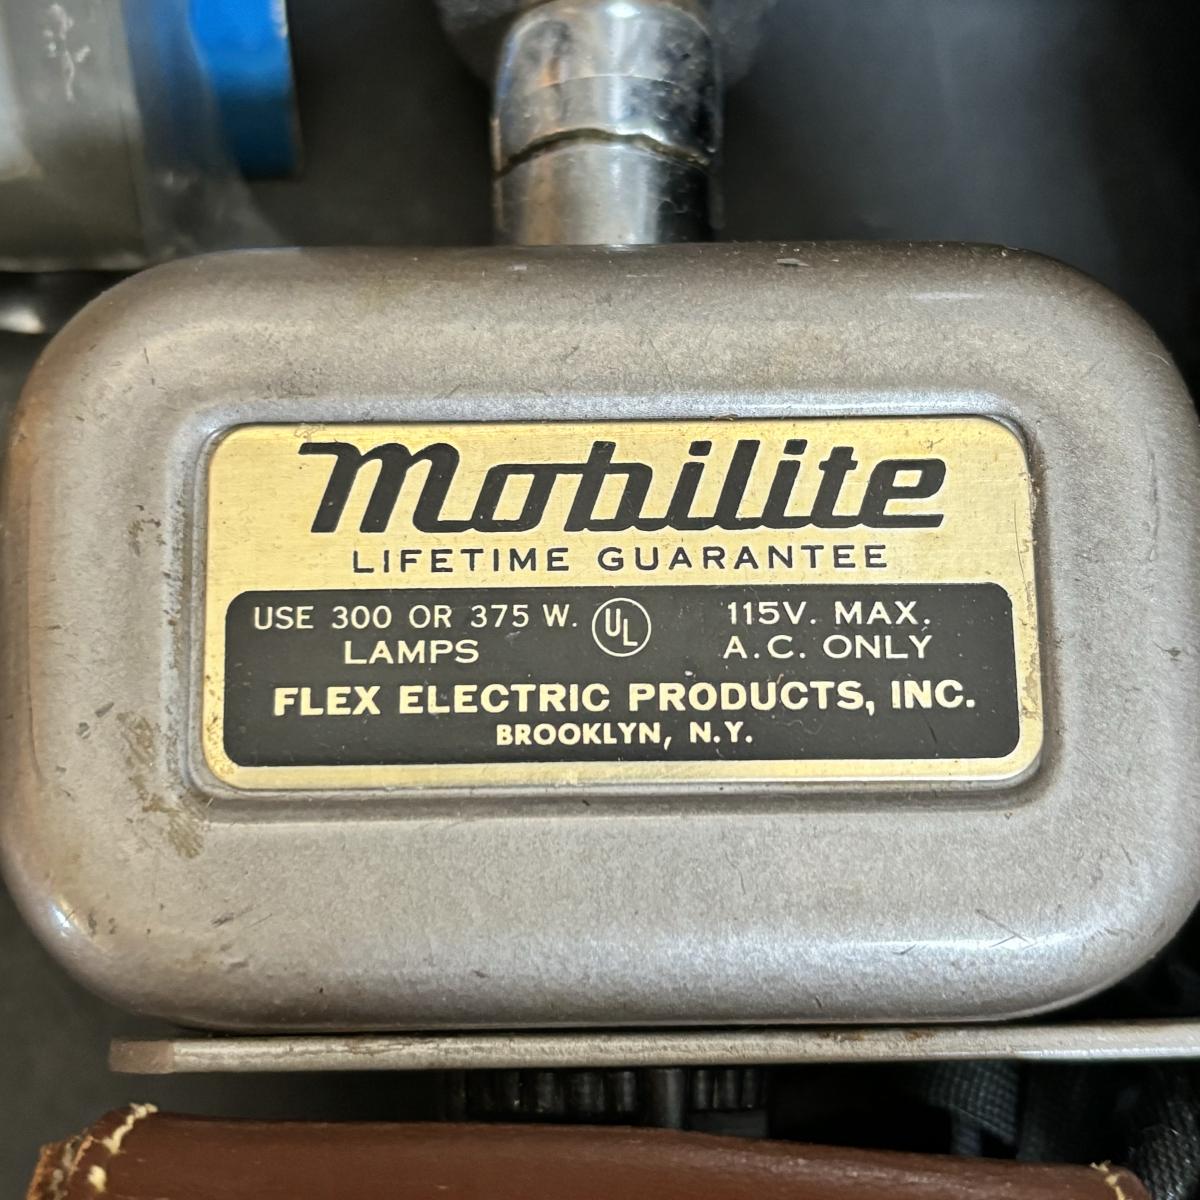 Mobilite
LIFETIME GUARANTEE
USE 300 OR 375 W.
LAMPS
UL
115V. MAX.
A.C. ONLY
FLEX ELECTRIC PRODUCTS, INC.
BROOKLYN, N.Y.